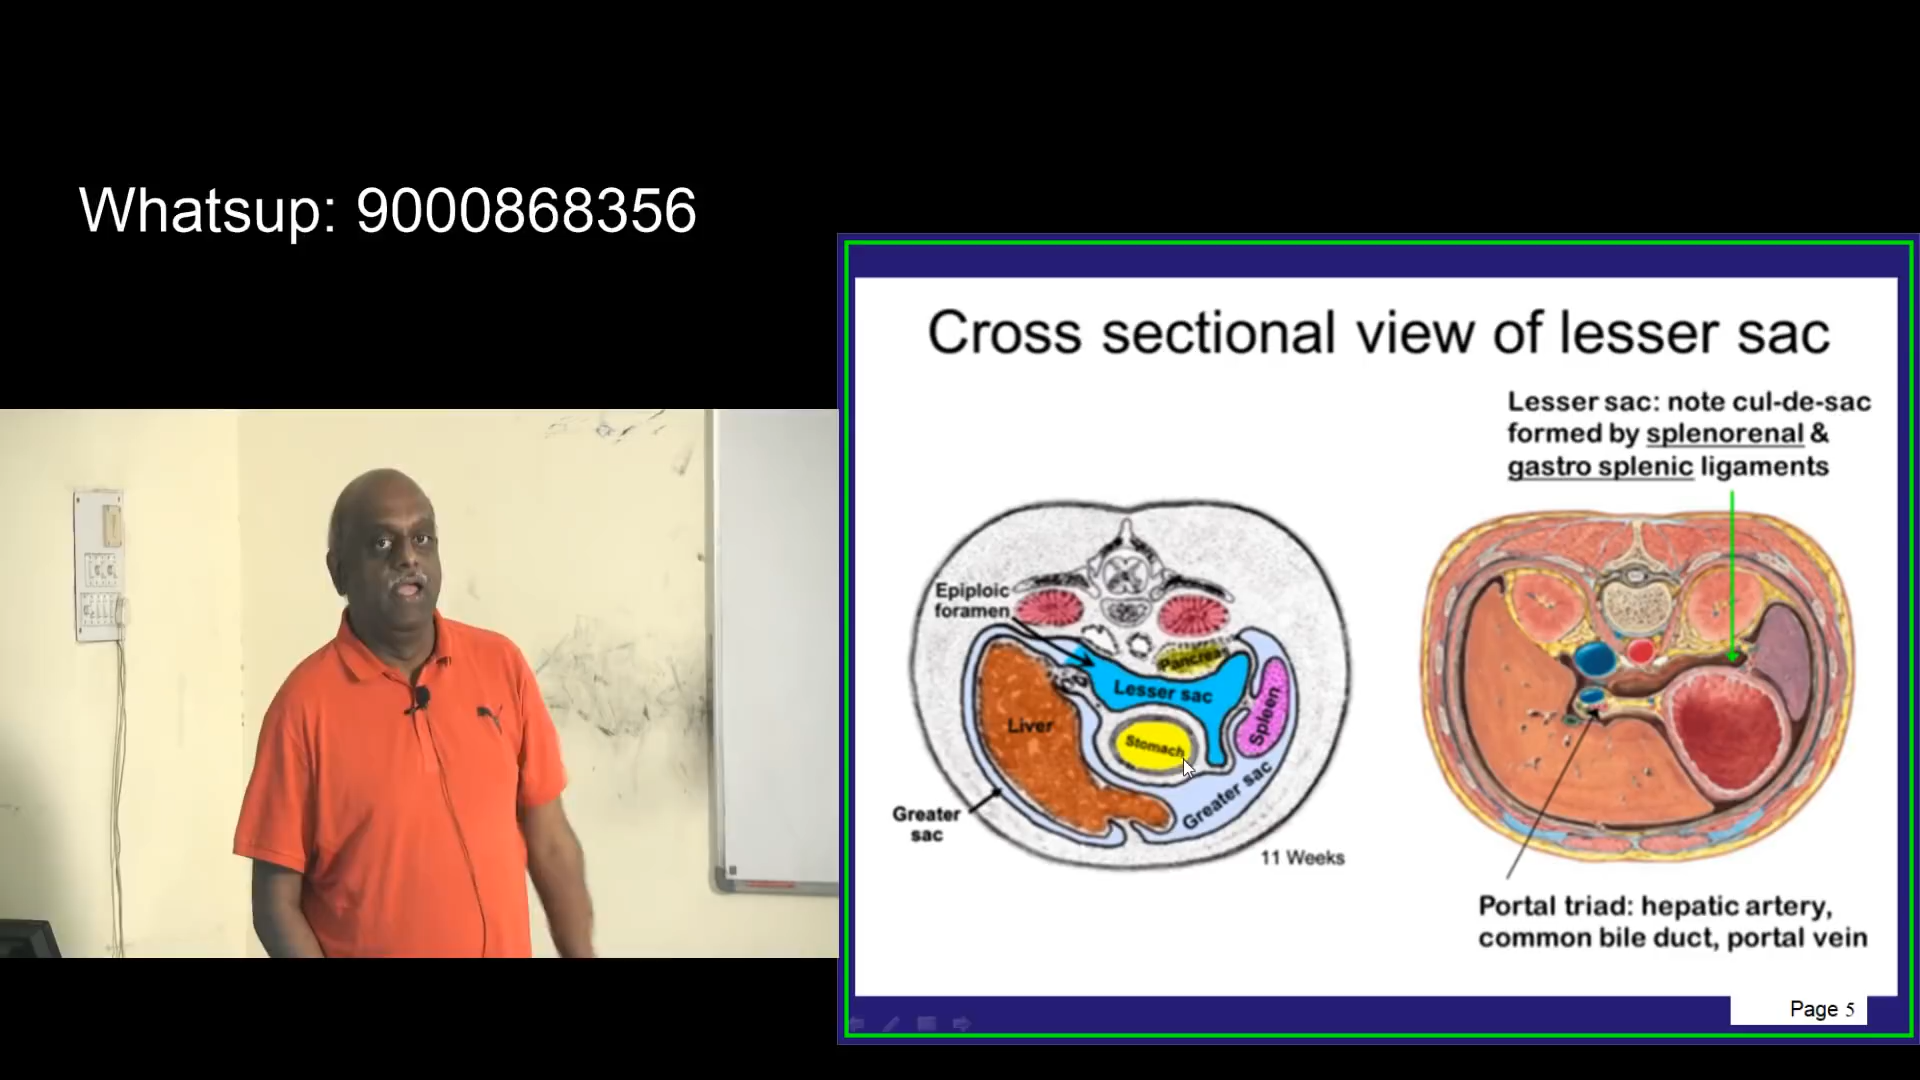 Whatsup: 9000868356
Cross sectional view of lesser sac
Lesser sac: note cul-de-sac
formed by splenorenal &
gastro splenic ligaments
Epiploic
foramen
Pancreas
Lesser sac
Liver
Stomach
Spleen
Greater sac
Greater
sac
11 Weeks
Portal triad: hepatic artery,
common bile duct, portal vein
Page 5